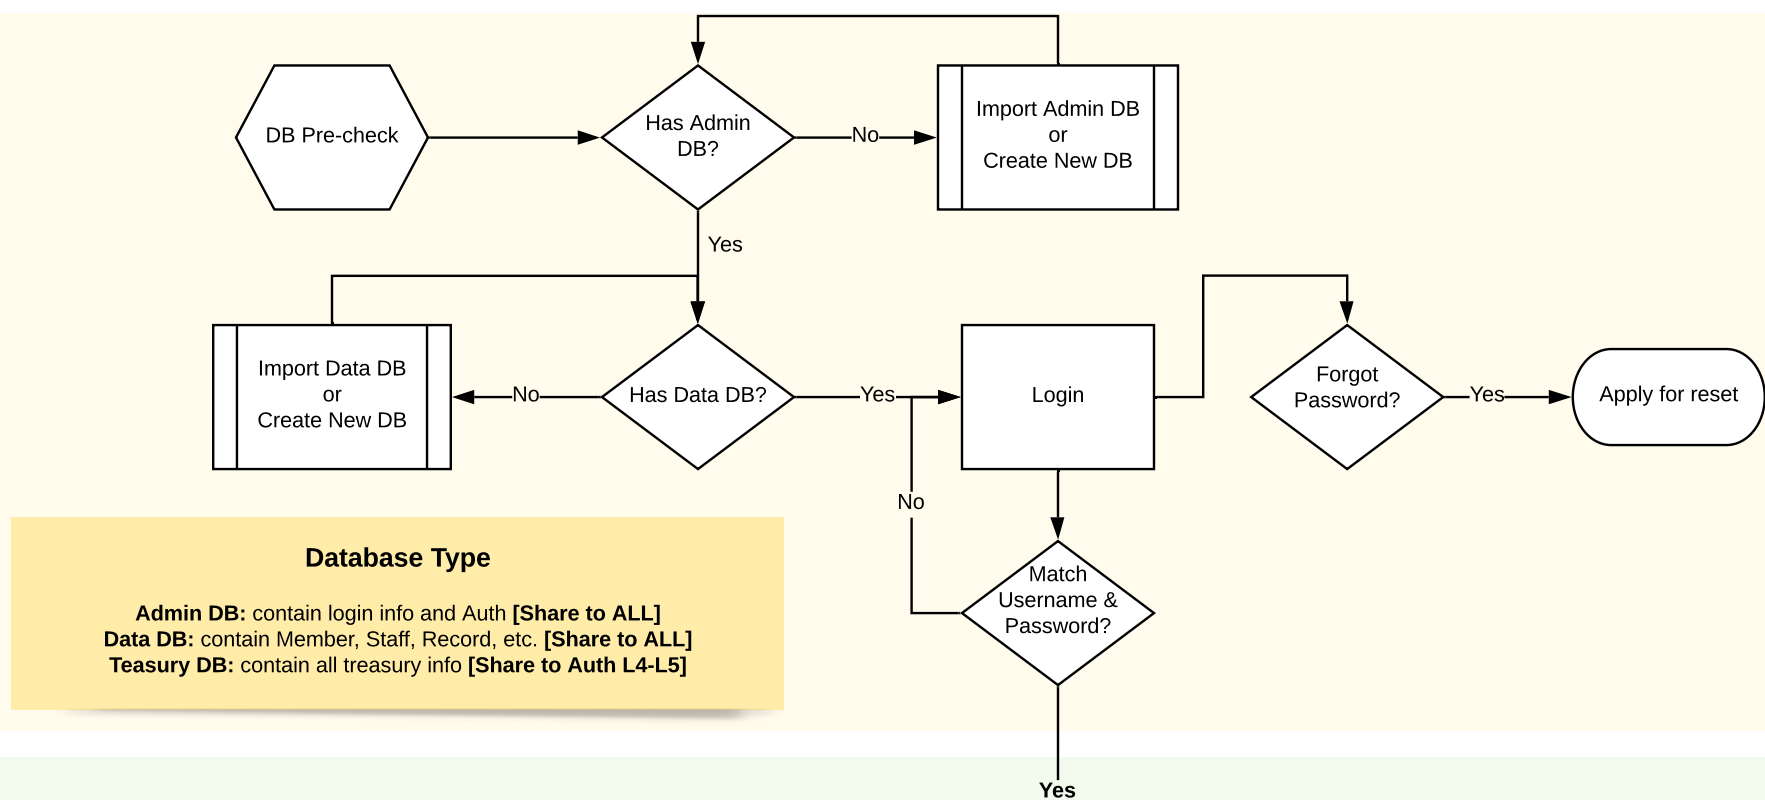 DB Pre-check
Has Admin
DB?
No
Import Admin DB
or
Create New DB
Yes
Import Data DB
or
Create New DB
No
Has Data DB?
Yes
Login
Forgot
Password?
Yes
Apply for reset
No
Match
Username &
Password?
Database Type
Admin DB: contain login info and Auth [Share to ALL]
Data DB: contain Member, Staff, Record, etc. [Share to ALL]
Teasury DB: contain all treasury info [Share to Auth L4-L5]
Yes